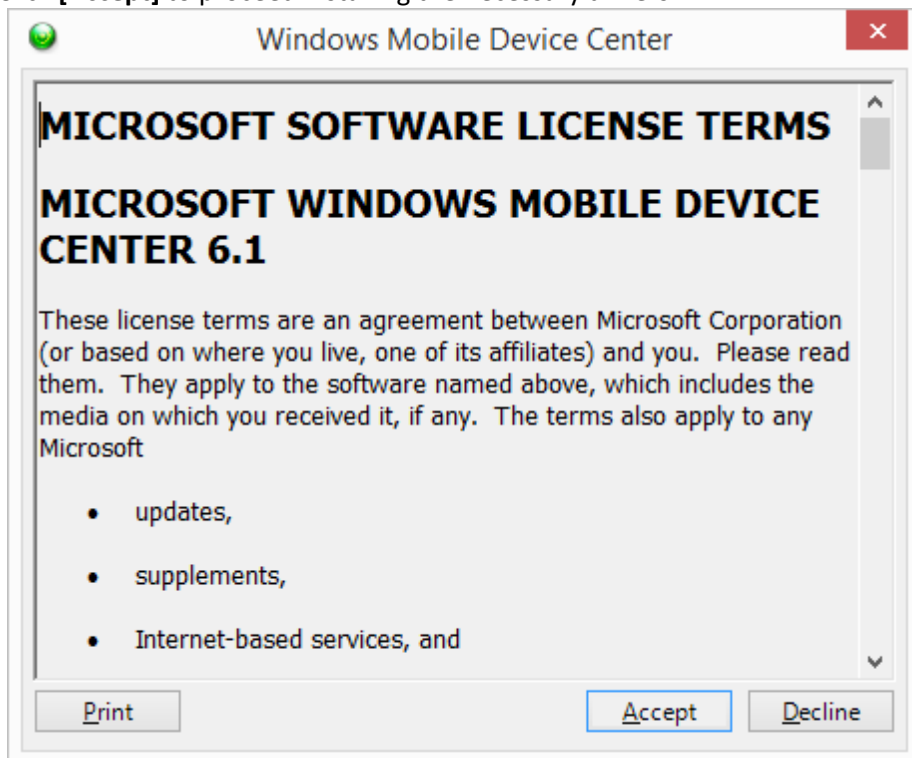 [Accept] to proceed
Windows Mobile Device Center
MICROSOFT SOFTWARE LICENSE TERMS
MICROSOFT WINDOWS MOBILE DEVICE
CENTER 6.1
These license terms are an agreement between Microsoft Corporation
(or based on where you live, one of its affiliates) and you.  Please read
them.  They apply to the software named above, which includes the
media on which you received it, if any.  The terms also apply to any
Microsoft
• updates,
• supplements,
• Internet-based services, and
Print Accept Decline